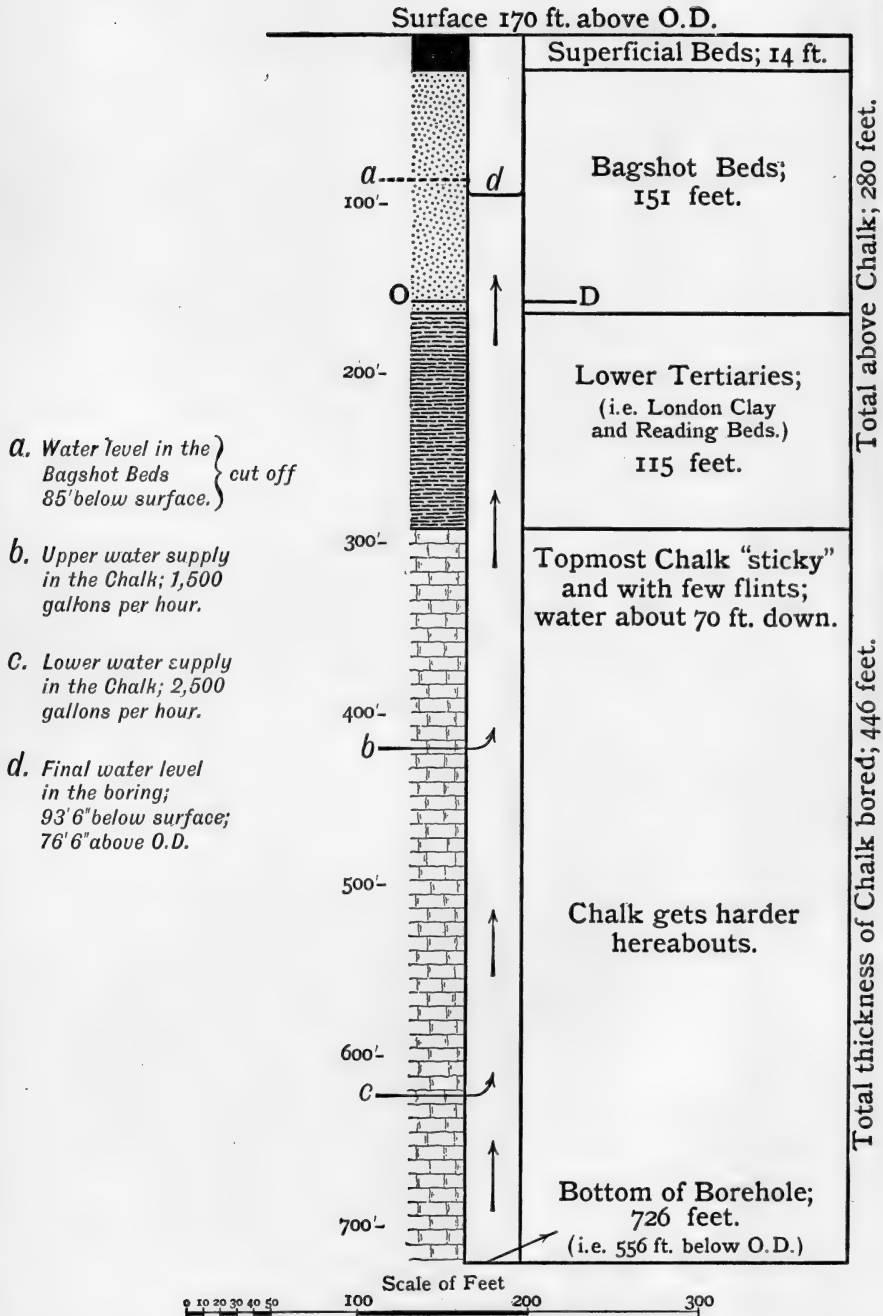 Surface 170 ft. above O.D.
Superficial Beds; 14 ft.
a
d
100'-
Bagshot Beds;
151 feet.
O
D
200'-
Lower Tertiaries;
(i.e. London Clay
and Reading Beds.)
115 feet.
Total above Chalk; 280 feet.
a. Water level in the
Bagshot Beds
85' below surface.
cut off
b. Upper water supply
in the Chalk; 1,500
gallons per hour.
c. Lower water supply
in the Chalk; 2,500
gallons per hour.
d. Final water level
in the boring;
93' 6" below surface;
76' 6" above O.D.
300'-
Topmost Chalk "sticky"
and with few flints;
water about 70 ft. down.
400'-
b
500'-
Chalk gets harder
hereabouts.
600'-
c
700'-
Bottom of Borehole;
726 feet.
(i.e. 556 ft. below O.D.)
Total thickness of Chalk bored; 446 feet.
Scale of Feet
0 10 20 30 40 50 100 200 300